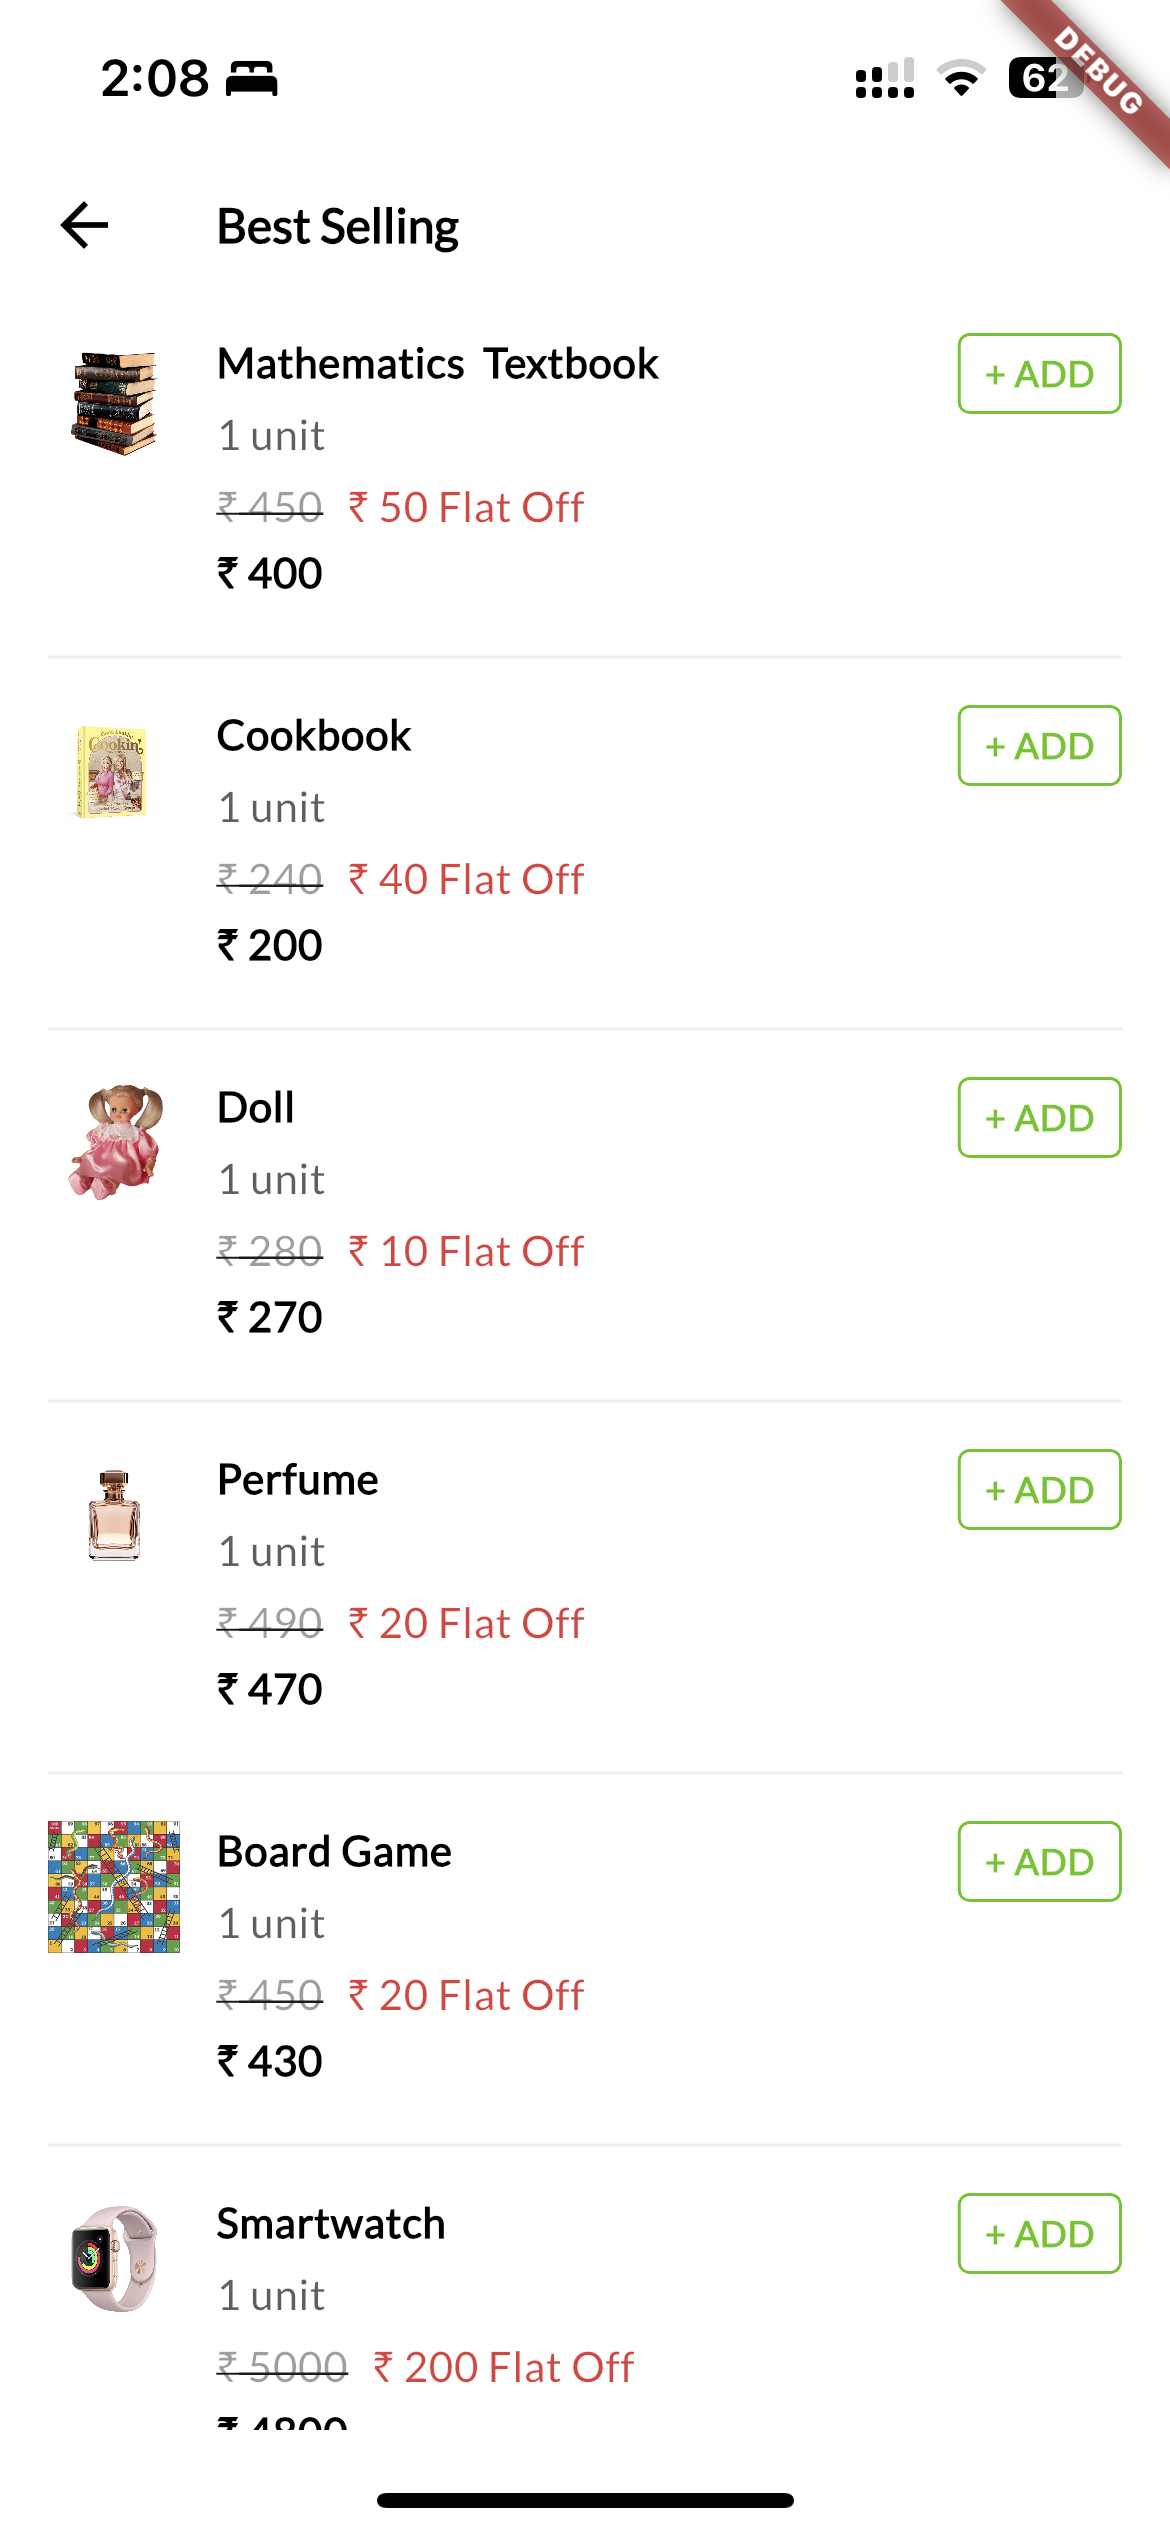 2:08
62
DEBUG
Best Selling
Mathematics  Textbook
+ ADD
1 unit
₹ 450 ₹ 50 Flat Off
₹ 400
Cookbook
+ ADD
Cookin'
1 unit
₹ 240 ₹ 40 Flat Off
₹ 200
Doll
+ ADD
1 unit
₹ 280 ₹ 10 Flat Off
₹ 270
Perfume
+ ADD
1 unit
₹ 490 ₹ 20 Flat Off
₹ 470
Board Game
+ ADD
1 unit
₹ 450 ₹ 20 Flat Off
₹ 430
Smartwatch
+ ADD
1 unit
₹ 5000 ₹ 200 Flat Off
₹ 4800